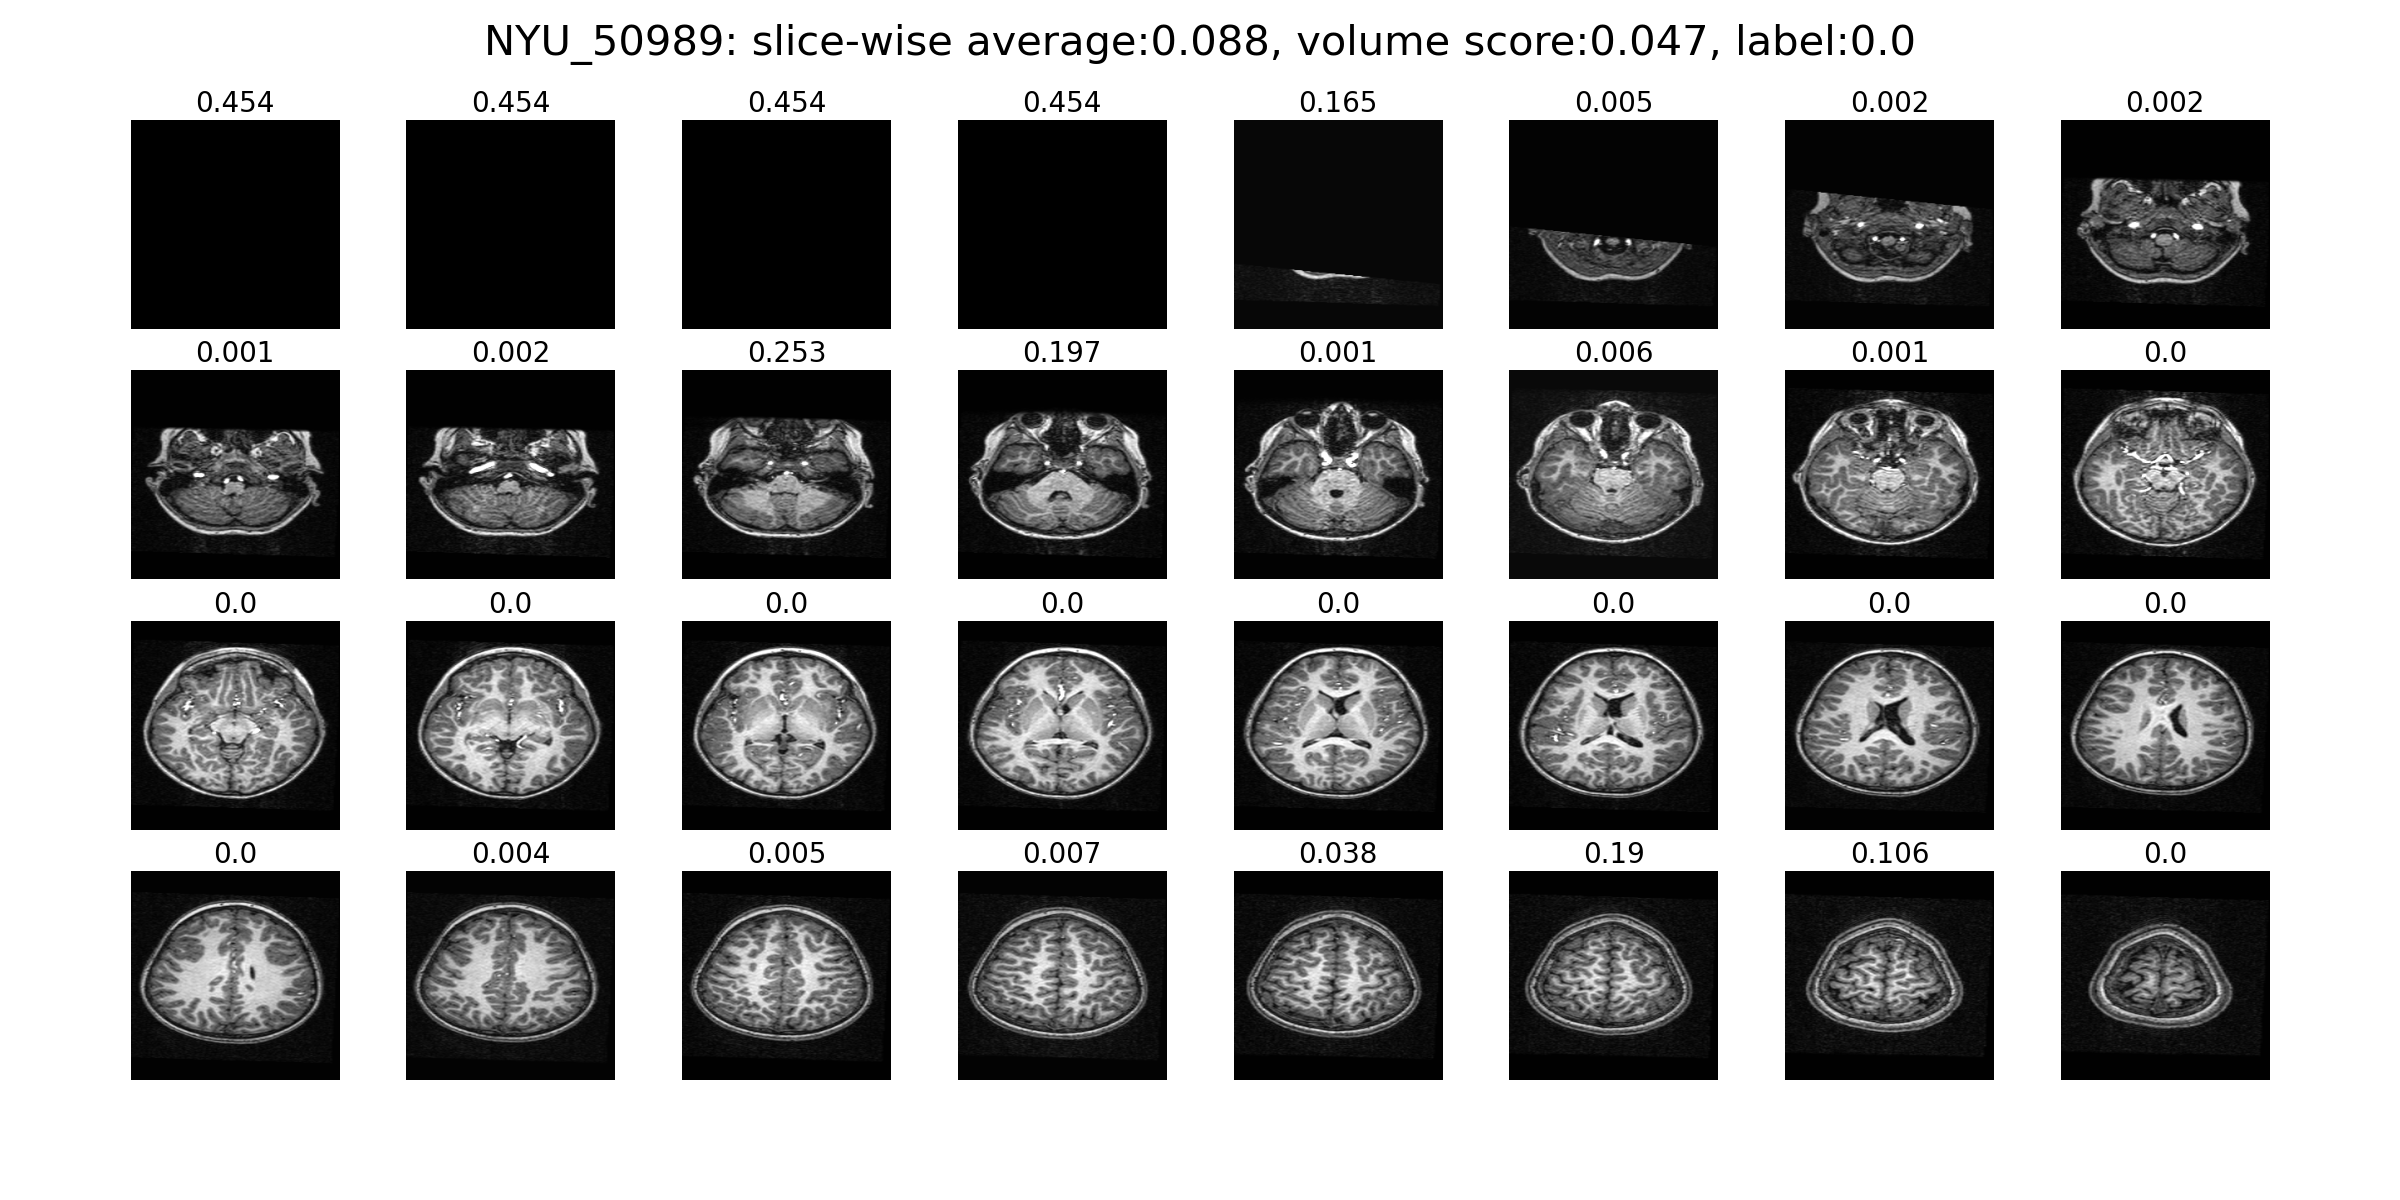 NYU_50989: slice-wise average:0.088, volume score:0.047, label:0.0
0.454 0.454 0.454 0.454 0.165 0.005 0.002 0.002
0.001 0.002 0.253 0.197 0.001 0.006 0.001 0.0
0.0 0.0 0.0 0.0 0.0 0.0 0.0 0.0
0.0 0.004 0.005 0.007 0.038 0.19 0.106 0.0